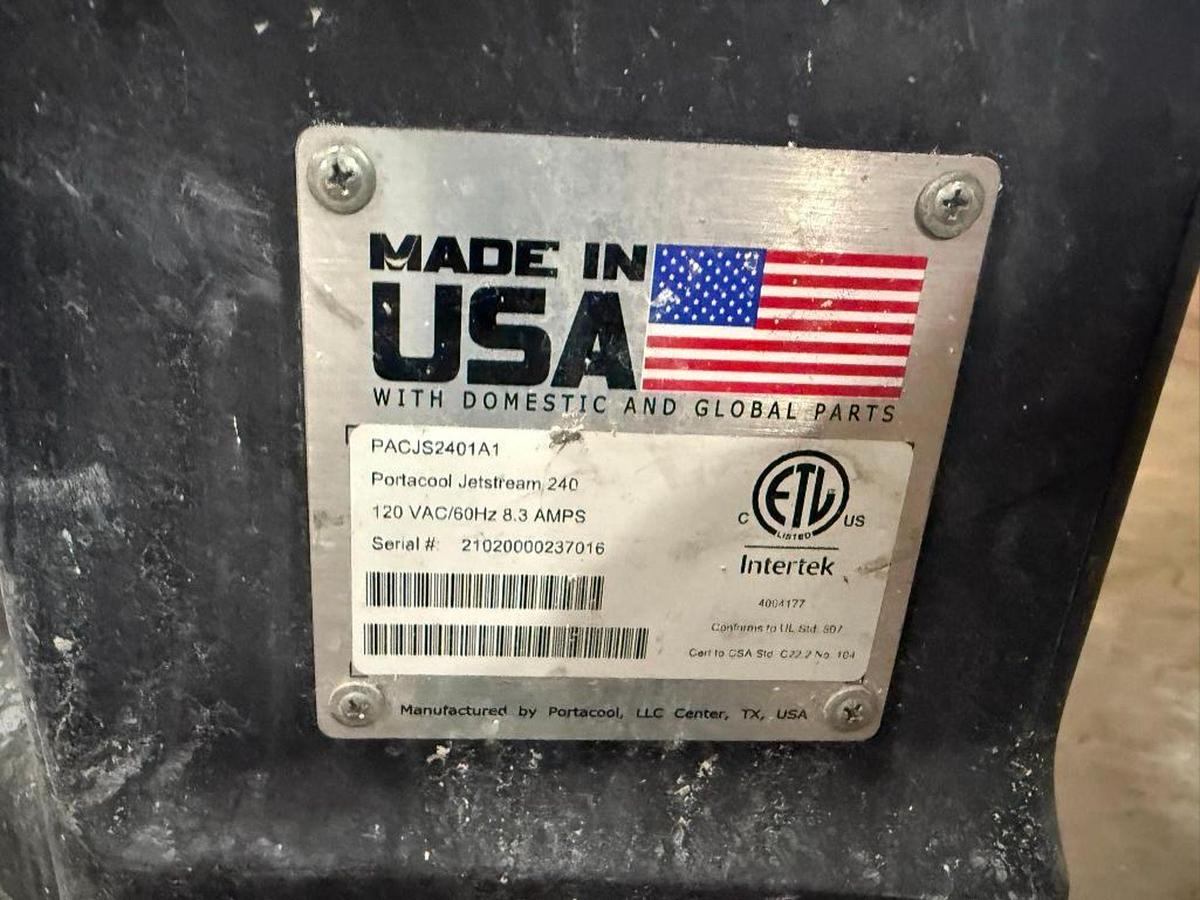 MADE IN
USA
WITH DOMESTIC AND GLOBAL PARTS
PACJS2401A1
Portacool Jetstream 240
120 VAC/60Hz 8.3 AMPS
Serial #: 21020000237016
ETL
C US
LISTED
Intertek
4004177
Conforms to UL Std. 507
Cert to CSA Std. C22.2 No. 104
Manufactured by Portacool, LLC Center, TX, USA